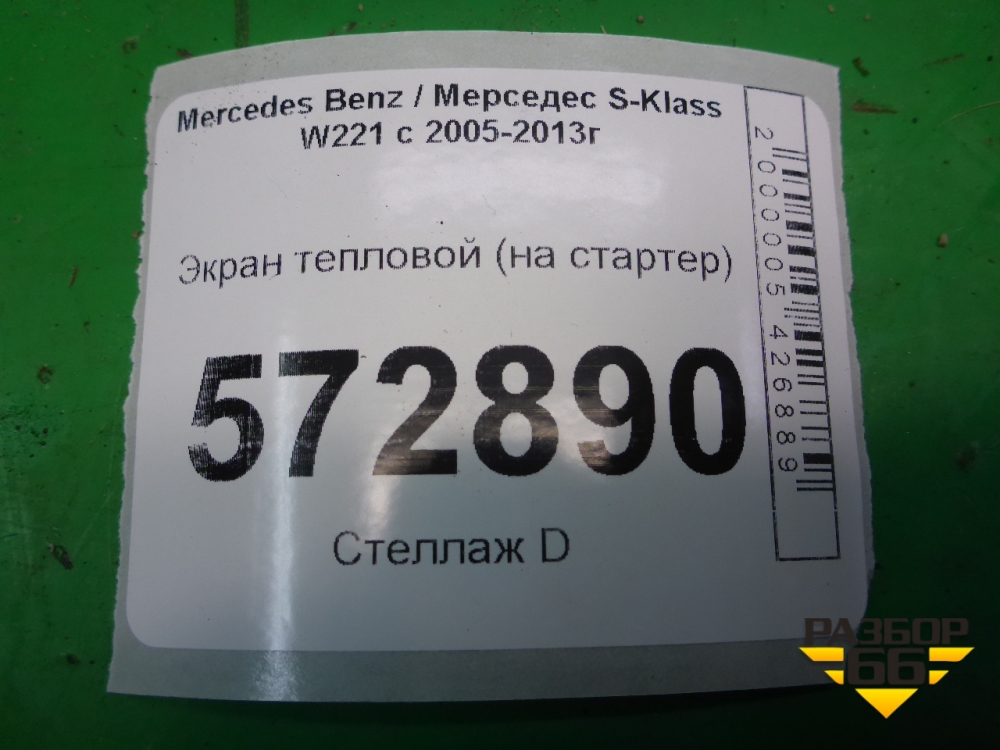 Mercedes Benz / Мерседес S-Klass
W221 с 2005-2013г
Экран тепловой (на стартер)
572890
Стеллаж D
2000005426889
РАЗБОР
66